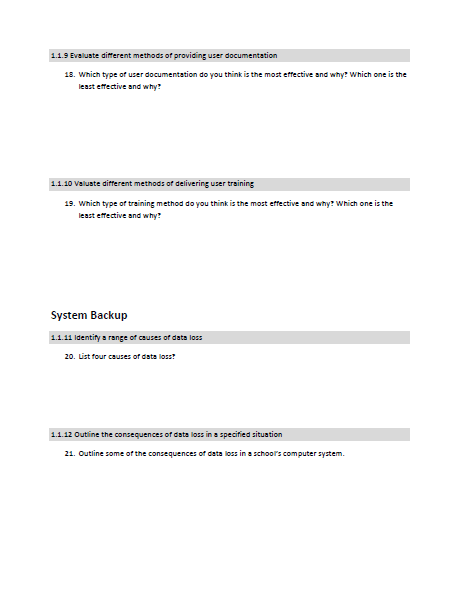 1.1.9 Evaluate different methods of providing user documentation
18. Which type of user documentation do you think is the most effective and why? Which one is the
least effective and why?
1.1.10 Valuate different methods of delivering user training
19. Which type of training method do you think is the most effective and why? Which one is the
least effective and why?
System Backup
1.1.11 Identify a range of causes of data loss
20. List four causes of data loss?
1.1.12 Outline the consequences of data loss in a specified situation
21. Outline some of the consequences of data loss in a school's computer system.